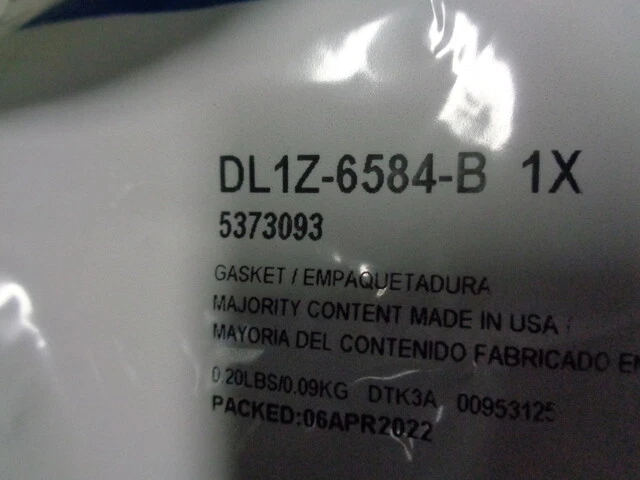 DL1Z-6584-B 1X
5373093
GASKET / EMPAQUETADURA
MAJORITY CONTENT MADE IN USA /
MAYORIA DEL CONTENIDO FABRICADO EN
0.20LBS/0.09KG DTK3A 00953125
PACKED:06APR2022